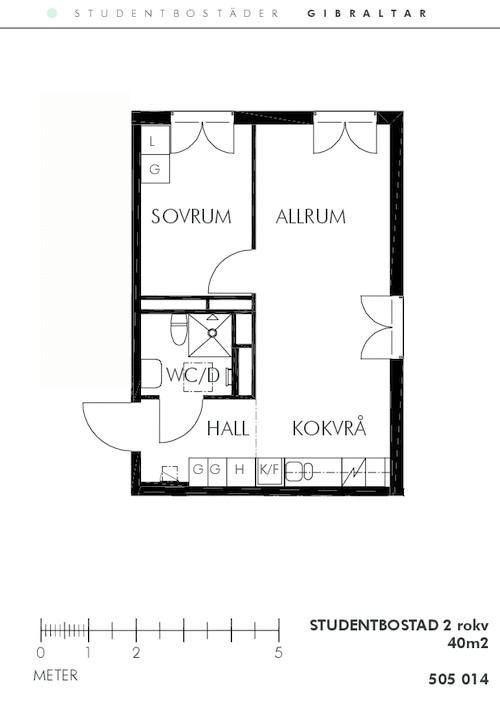 STUDENTBOSTÄDER GIBRALTAR
L
G
SOVRUM ALLRUM
WC/D
HALL KOKVRÅ
G G H K/F
0 1 2 5
METER
STUDENTBOSTAD 2 rokv
40m2
505 014